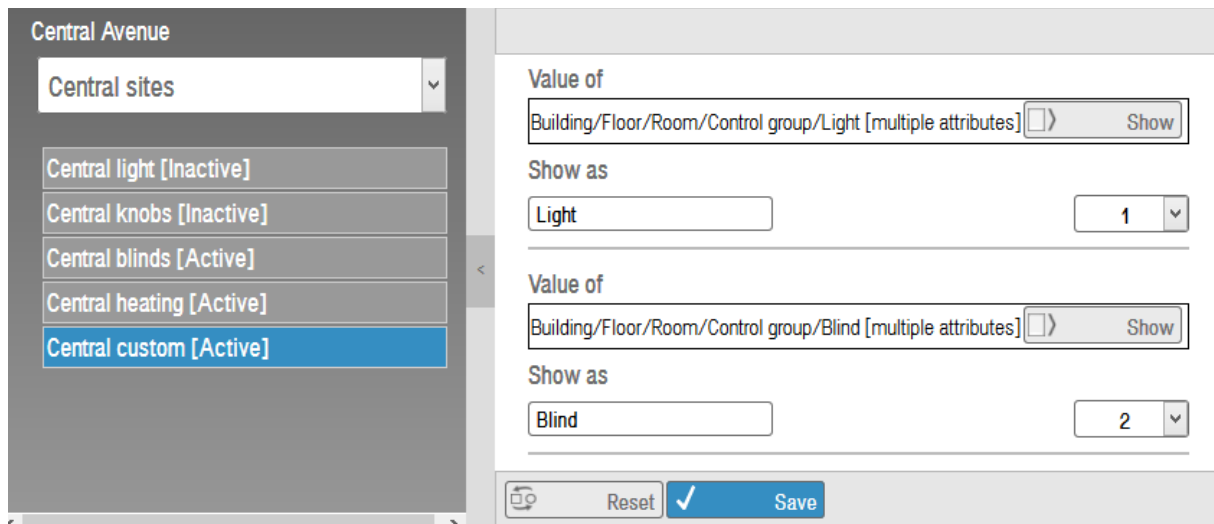 Central Avenue
Central sites
Central light [Inactive]
Central knobs [Inactive]
Central blinds [Active]
Central heating [Active]
Central custom [Active]
<
Value of
Building/Floor/Room/Control group/Light [multiple attributes] Show
Show as
Light 1
Value of
Building/Floor/Room/Control group/Blind [multiple attributes] Show
Show as
Blind 2
Reset Save